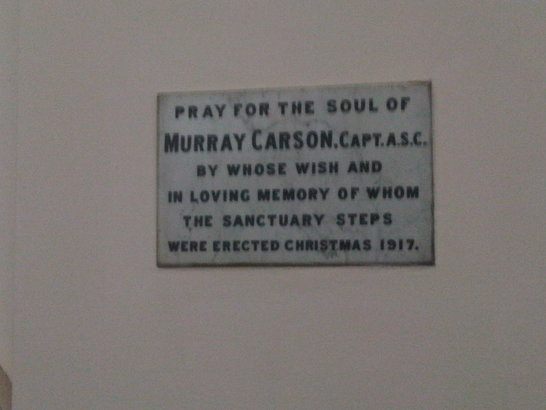 PRAY FOR THE SOUL OF
MURRAY CARSON, CAPT. A.S.C.
BY WHOSE WISH AND
IN LOVING MEMORY OF WHOM
THE SANCTUARY STEPS
WERE ERECTED CHRISTMAS 1917.